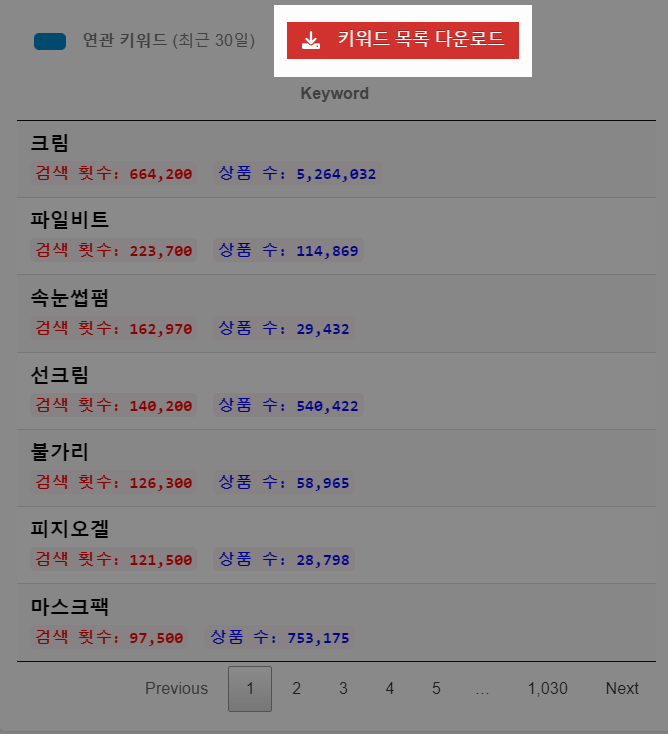 연관 키워드 (최근 30일) 키워드 목록 다운로드
Keyword
크림
검색 횟수: 664,200 상품 수: 5,264,032
파일비트
검색 횟수: 223,700 상품 수: 114,869
속눈썹펌
검색 횟수: 162,970 상품 수: 29,432
선크림
검색 횟수: 140,200 상품 수: 540,422
불가리
검색 횟수: 126,300 상품 수: 58,965
피지오겔
검색 횟수: 121,500 상품 수: 28,798
마스크팩
검색 횟수: 97,500 상품 수: 753,175
Previous 1 2 3 4 5 … 1,030 Next